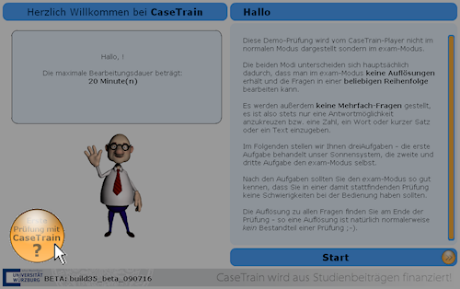 Herzlich Willkommen bei CaseTrain
Hallo, !
Die maximale Bearbeitungsdauer beträgt:
20 Minute(n)
Prüfung mit
CaseTrain
?
UNIVERSITÄT
WÜRZBURG
BETA: build35_beta_090716
Hallo
Diese Demo-Prüfung wird vom CaseTrain-Player nicht im
normalen Modus dargestellt sondern im exam-Modus.
Die beiden Modi unterscheiden sich hauptsächlich
dadurch, dass man im exam-Modus keine Auflösungen
erhält und die Fragen in einer beliebigen Reihenfolge
bearbeiten kann.
Es werden außerdem keine Mehrfach-Fragen gestellt,
es ist also stets nur eine Antwortmöglichkeit
anzukreuzen bzw. eine Zahl, ein Wort oder kurzer Satz
oder ein Text einzugeben.
Im Folgenden stellen wir Ihnen drei Aufgaben - die erste
Aufgabe behandelt unser Sonnensystem, die zweite und
dritte Aufgabe den exam-Modus selbst.
Nach den Aufgaben sollten Sie den exam-Modus so gut
kennen, dass Sie in einer damit stattfindenden Prüfung
keine Schwierigkeiten bei der Bedienung haben sollten.
Die Auflösung zu allen Fragen finden Sie am Ende der
Prüfung - so eine Auflösung ist natürlich normalerweise
kein Bestandteil einer Prüfung ;-).
Start
CaseTrain wird aus Studienbeiträgen finanziert!